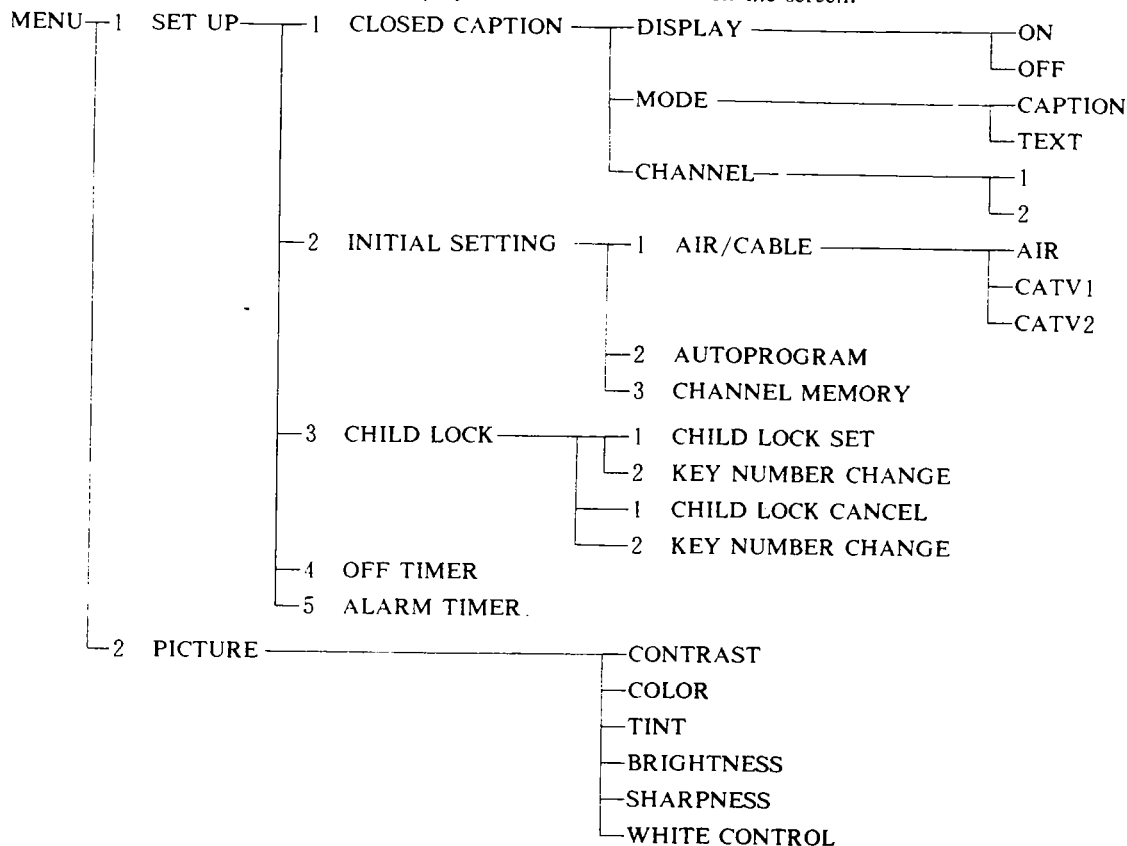 the screen.
MENU 1 SET UP 1 CLOSED CAPTION DISPLAY ON
OFF
MODE CAPTION
TEXT
CHANNEL 1
2
2 INITIAL SETTING 1 AIR/CABLE AIR
CATV1
CATV2
2 AUTOPROGRAM
3 CHANNEL MEMORY
3 CHILD LOCK 1 CHILD LOCK SET
2 KEY NUMBER CHANGE
1 CHILD LOCK CANCEL
2 KEY NUMBER CHANGE
4 OFF TIMER
5 ALARM TIMER
2 PICTURE CONTRAST
COLOR
TINT
BRIGHTNESS
SHARPNESS
WHITE CONTROL